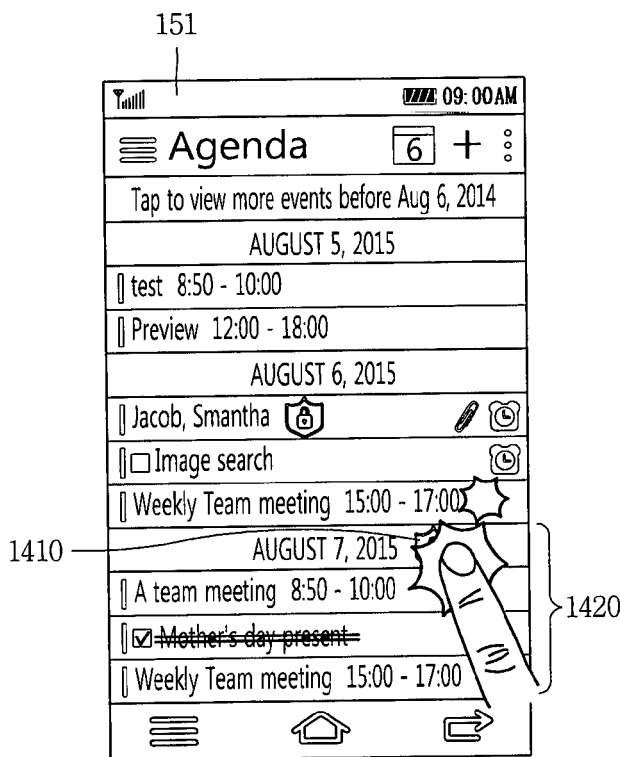 151
09:00AM
Agenda 6 +
Tap to view more events before Aug 6, 2014
AUGUST 5, 2015
test 8:50 - 10:00
Preview 12:00 - 18:00
AUGUST 6, 2015
Jacob, Smantha
Image search
Weekly Team meeting 15:00 - 17:00
1410
AUGUST 7, 2015
A team meeting 8:50 - 10:00
1420
Mother's day present
Weekly Team meeting 15:00 - 17:00